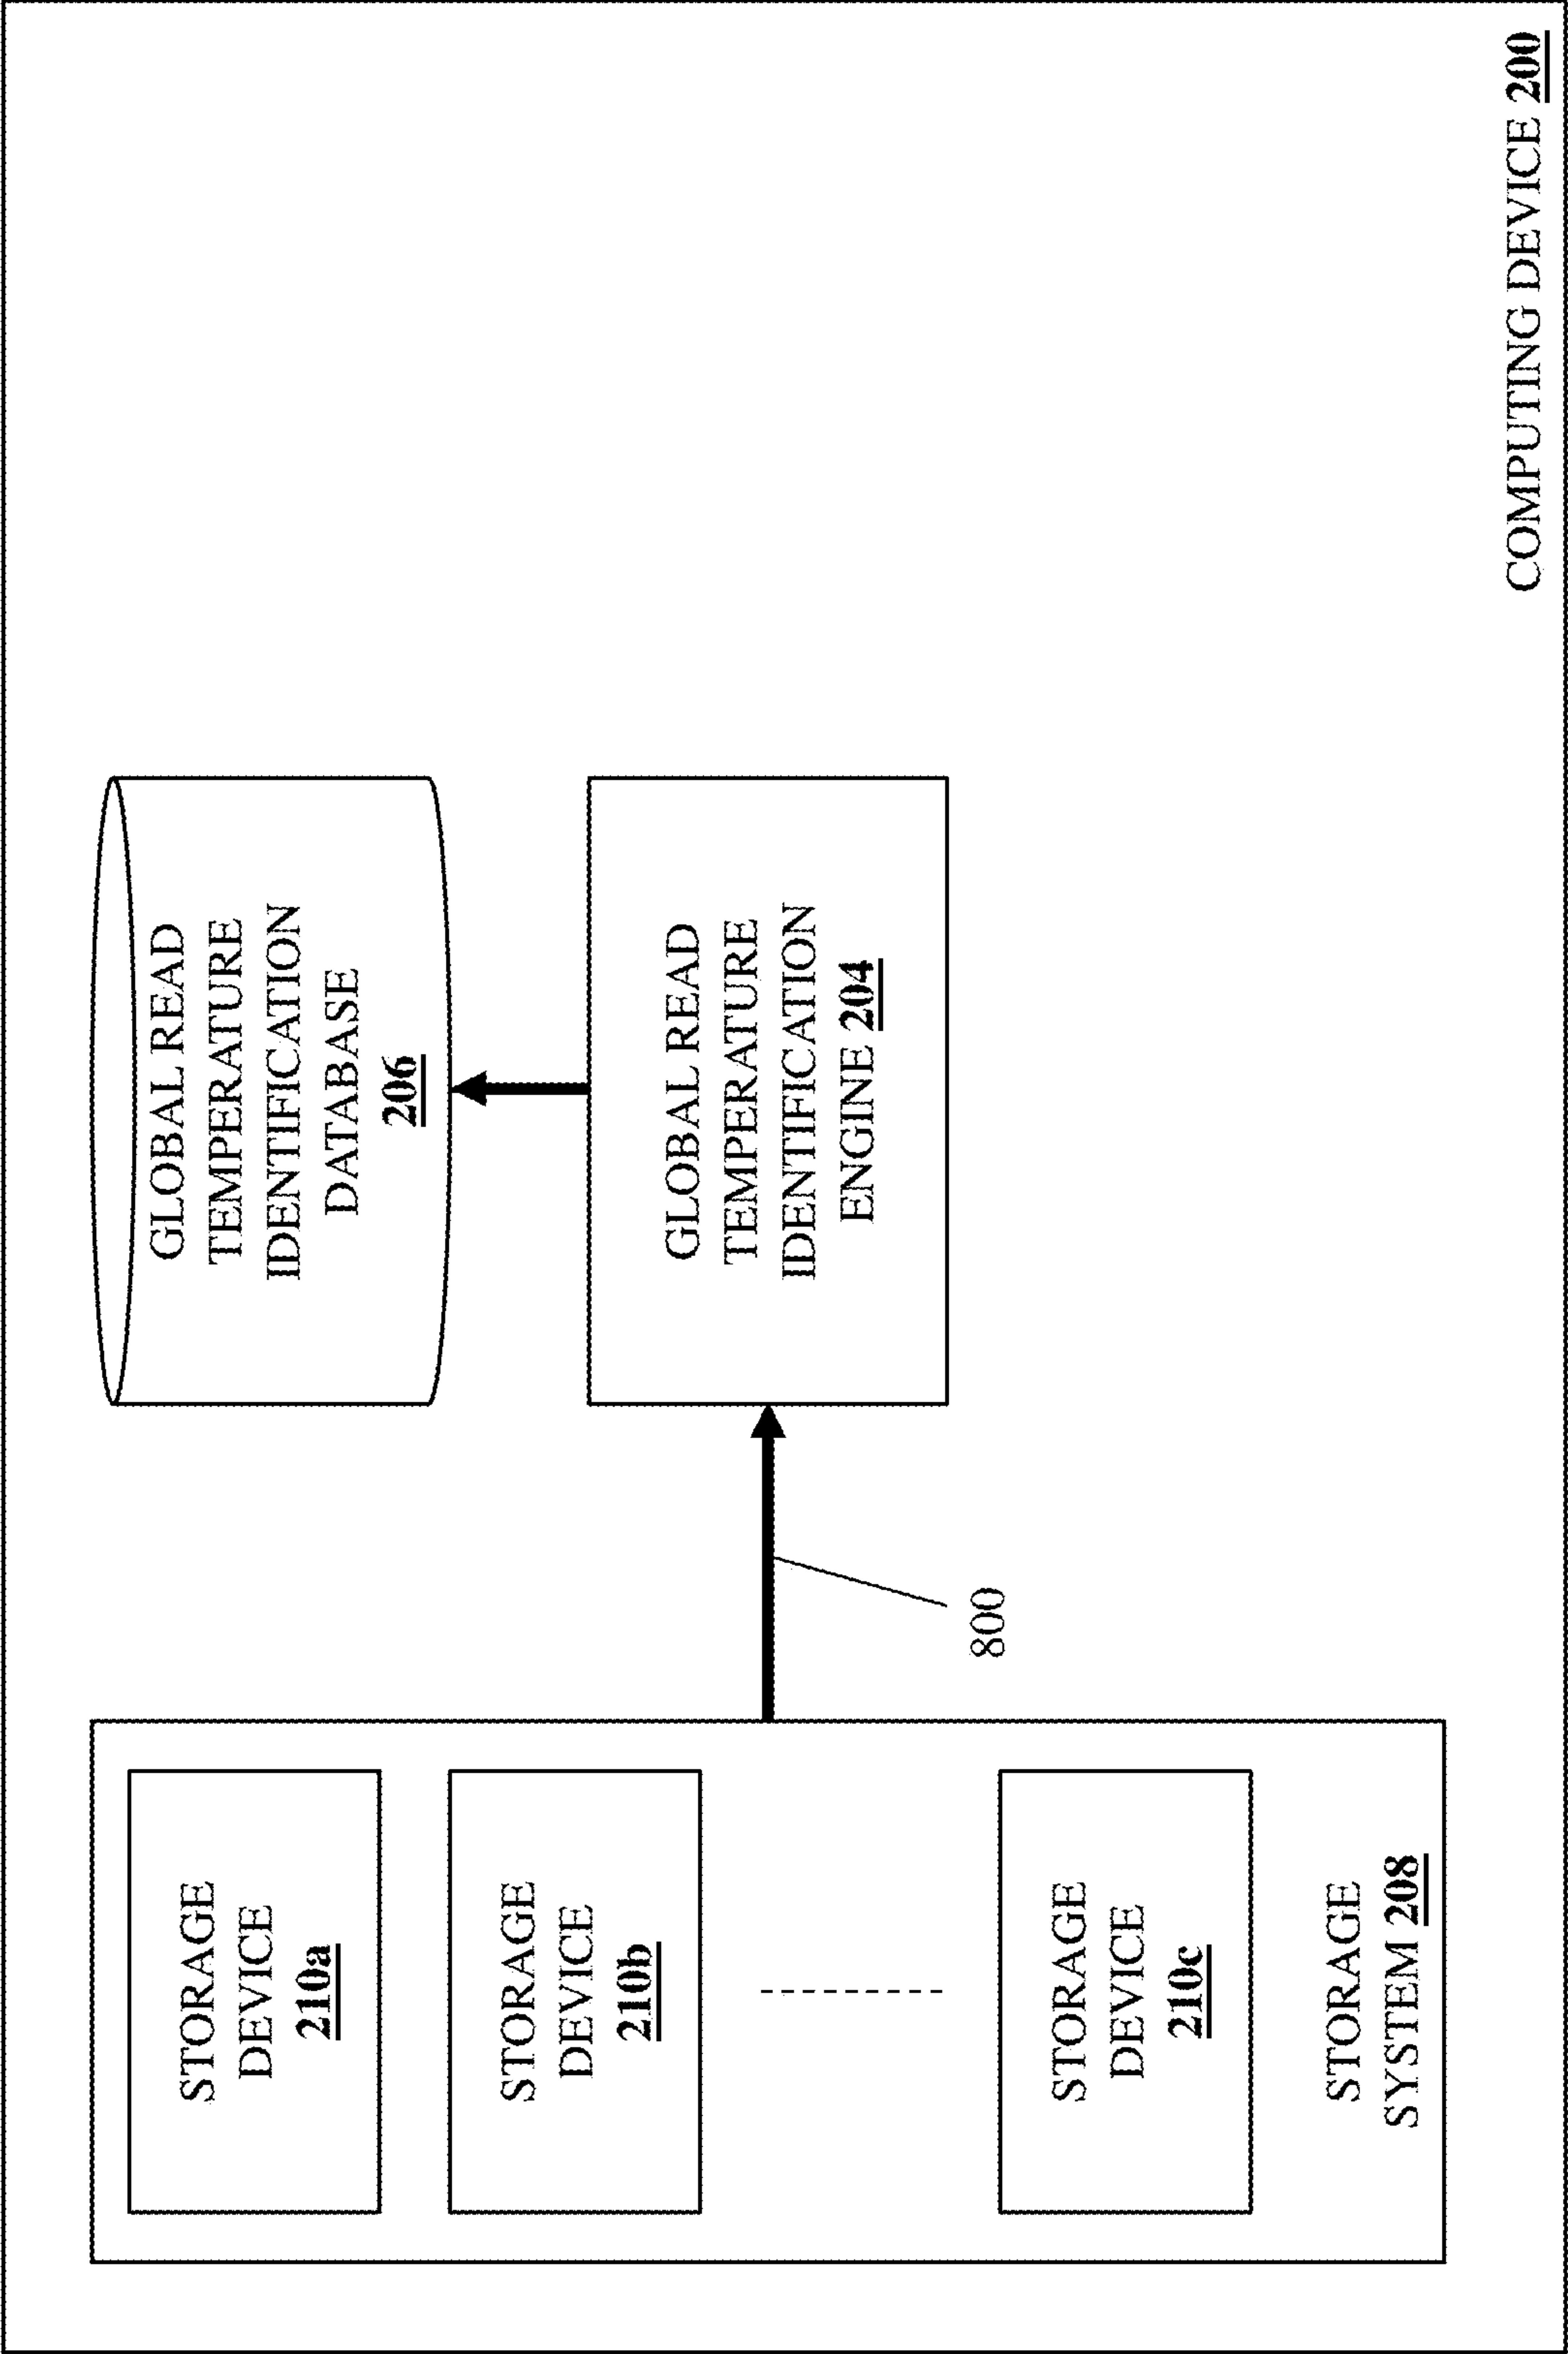 STORAGE
DEVICE
210a
STORAGE
DEVICE
210b
STORAGE
DEVICE
210c
STORAGE
SYSTEM 208
800
GLOBAL READ
TEMPERATURE
IDENTIFICATION
DATABASE
206
GLOBAL READ
TEMPERATURE
IDENTIFICATION
ENGINE 204
COMPUTING DEVICE 200